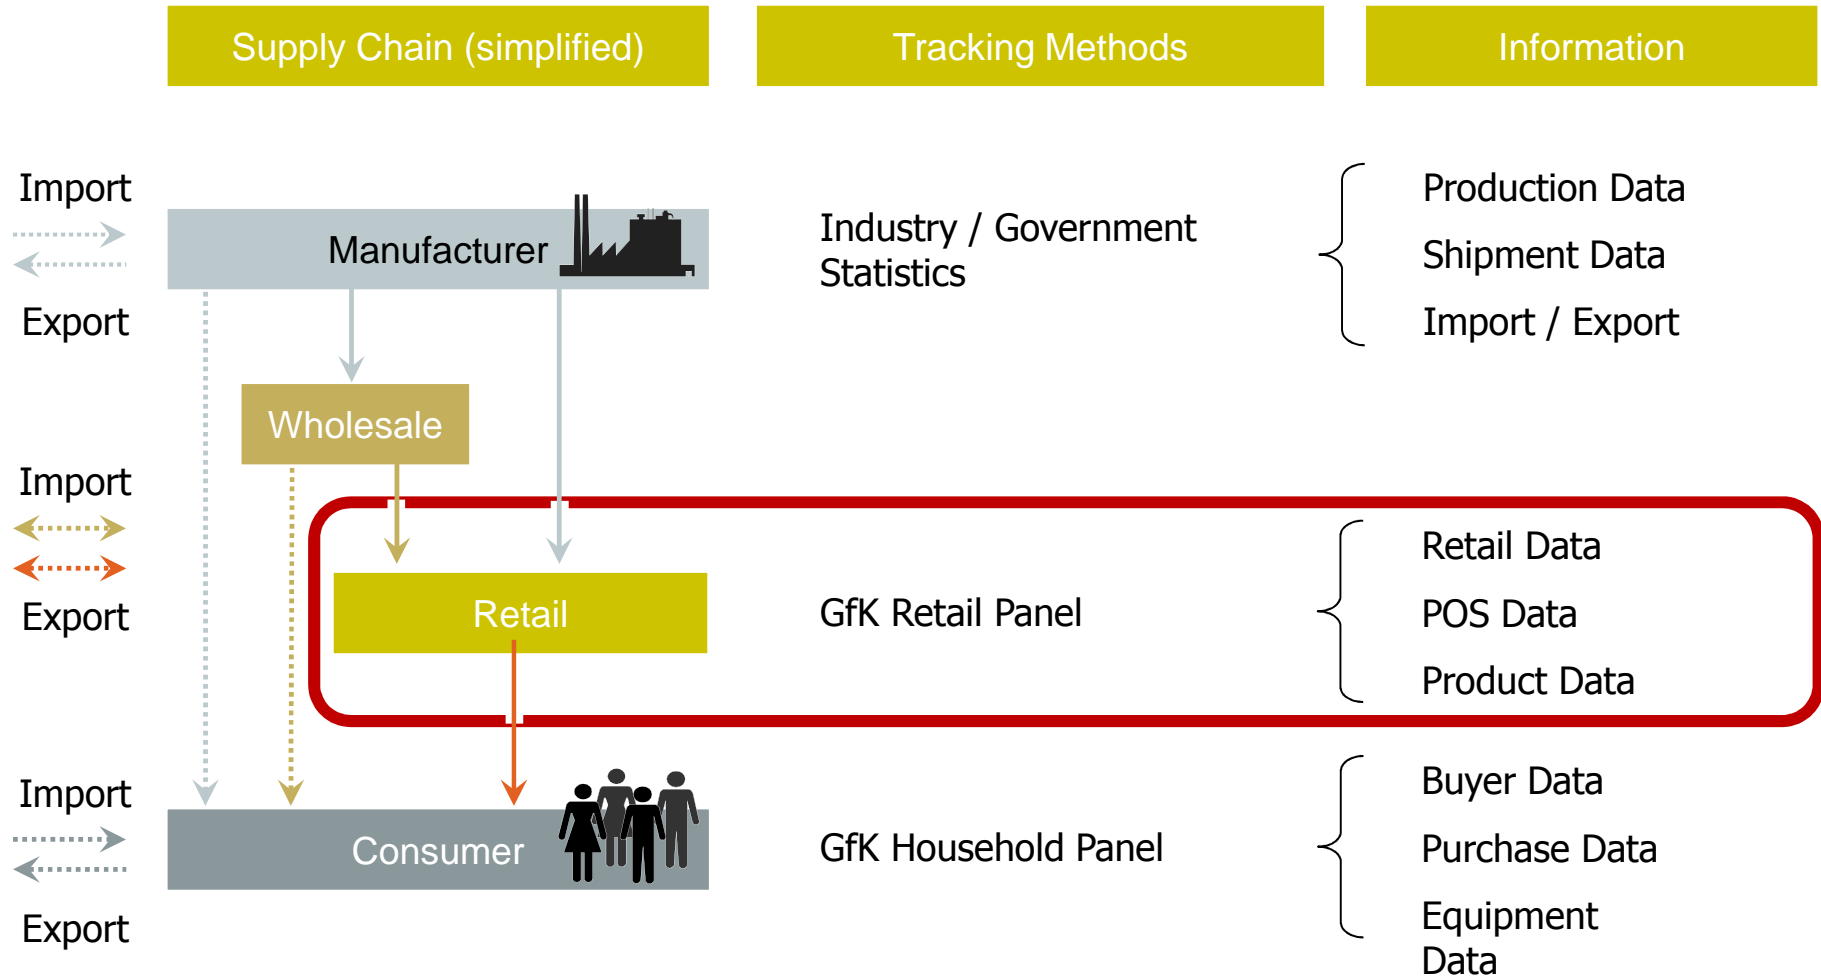 Supply Chain (simplified)
Tracking Methods
Information
Import
Export
Manufacturer
Industry / Government
Statistics
Production Data
Shipment Data
Import / Export
Wholesale
Import
Export
Retail
GfK Retail Panel
Retail Data
POS Data
Product Data
Import
Export
Consumer
GfK Household Panel
Buyer Data
Purchase Data
Equipment
Data